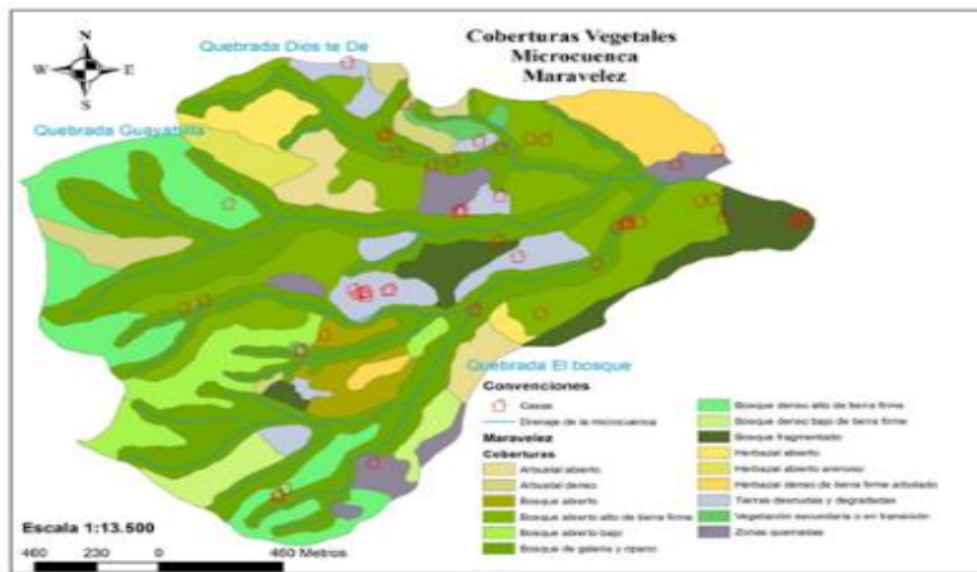 Coberturas Vegetales
Microcuenca
Maravelez
N
W E
S
Quebrada Dios te De
Quebrada Guayabilla
Quebrada El bosque
Convenciones
Casas
Drenaje de la microcuenca
Maravelez
Coberturas
Arbustal abierto
Arbustal denso
Bosque abierto
Bosque abierto alto de tierra firme
Bosque abierto bajo
Bosque de galeria y ripario
Bosque denso alto de tierra firme
Bosque denso bajo de tierra firme
Bosque fragmentado
Herbazal abierto
Herbazal abierto arenoso
Herbazal denso de tierra firme arbolado
Tierras desnudas y degradadas
Vegetación secundaria o en transición
Zonas quemadas
Escala 1:13.500
460 230 0 460 Metros